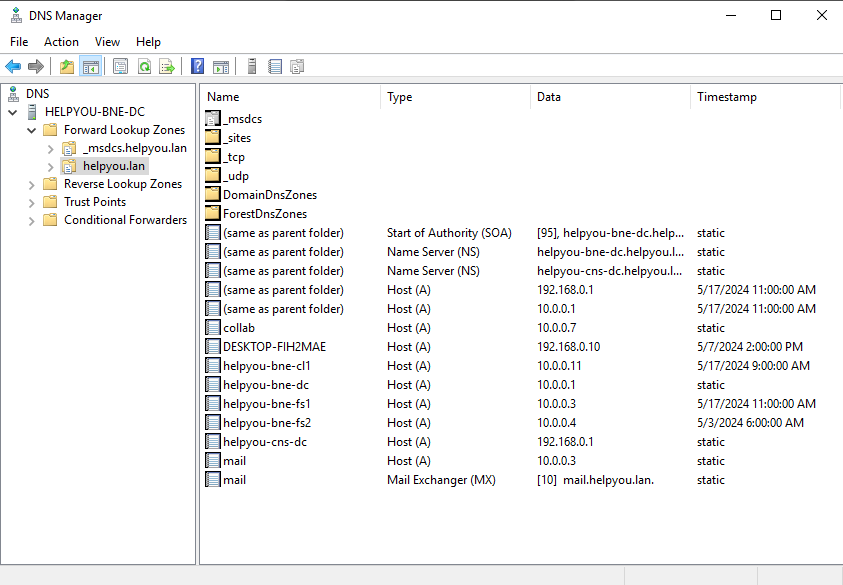 DNS Manager
File Action View Help
DNS
HELPYOU-BNE-DC
Forward Lookup Zones
_msdcs.helpyou.lan
helpyou.lan
Reverse Lookup Zones
Trust Points
Conditional Forwarders
Name Type Data Timestamp
_msdcs
_sites
_tcp
_udp
DomainDnsZones
ForestDnsZones
(same as parent folder) Start of Authority (SOA) [95], helpyou-bne-dc.help... static
(same as parent folder) Name Server (NS) helpyou-bne-dc.helpyou.l... static
(same as parent folder) Name Server (NS) helpyou-cns-dc.helpyou.l... static
(same as parent folder) Host (A) 192.168.0.1 5/17/2024 11:00:00 AM
(same as parent folder) Host (A) 10.0.0.1 5/17/2024 11:00:00 AM
collab Host (A) 10.0.0.7 static
DESKTOP-FIH2MAE Host (A) 192.168.0.10 5/7/2024 2:00:00 PM
helpyou-bne-cl1 Host (A) 10.0.0.11 5/17/2024 9:00:00 AM
helpyou-bne-dc Host (A) 10.0.0.1 static
helpyou-bne-fs1 Host (A) 10.0.0.3 5/17/2024 11:00:00 AM
helpyou-bne-fs2 Host (A) 10.0.0.4 5/3/2024 6:00:00 AM
helpyou-cns-dc Host (A) 192.168.0.1 static
mail Host (A) 10.0.0.3 static
mail Mail Exchanger (MX) [10] mail.helpyou.lan. static